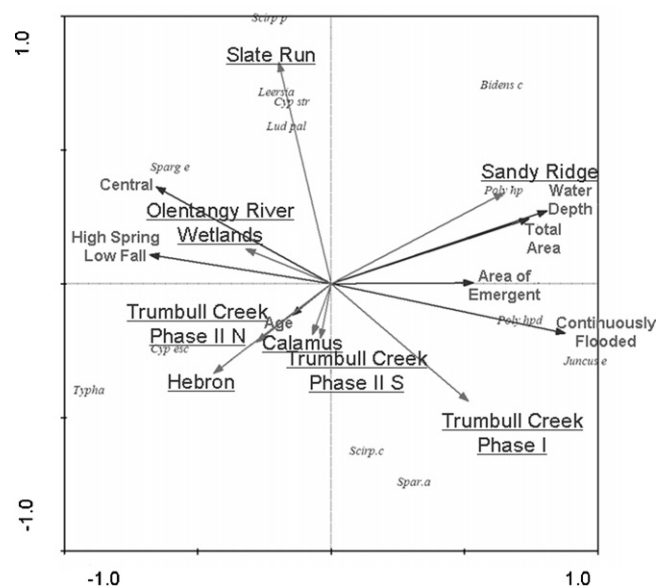 1.0
Scirp p
Slate Run
Leersia
Cyp str
Lud pal
Bidens c
Sparg e
Central
Sandy Ridge
Poly hp
Water
Depth
Total
Area
Olentangy River
Wetlands
High Spring
Low Fall
Area of
Emergent
Trumbull Creek
Phase II N
Age
Cyp esc
Calamus
Trumbull Creek
Phase II S
Poly hpd
Continuously
Flooded
Juncus e
Hebron
Typha
Trumbull Creek
Phase I
Scirp.c
Spar.a
-1.0
-1.0
1.0